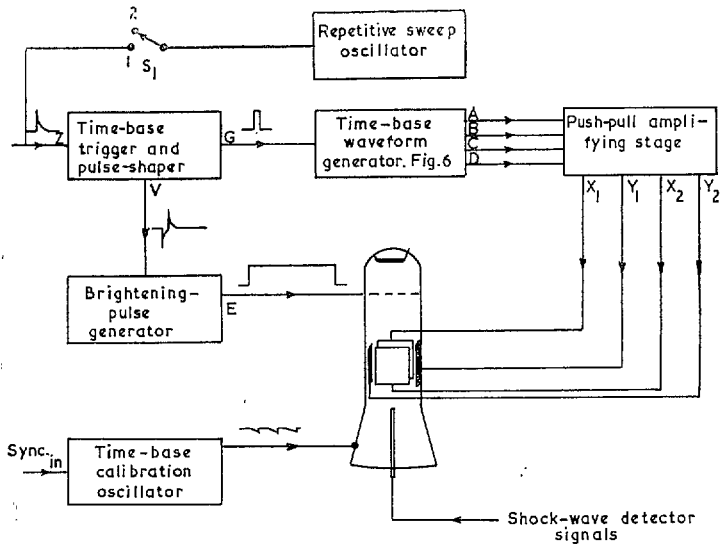 2
1
S1
Repetitive sweep
oscillator
Z
Time-base
trigger and
pulse-shaper
G
V
Time-base
waveform
generator. Fig.6
A
B
C
D
Push-pull ampli-
fying stage
X1
Y1
X2
Y2
Brightening-
pulse
generator
E
Sync.
in
Time-base
calibration
oscillator
Shock-wave detector
signals